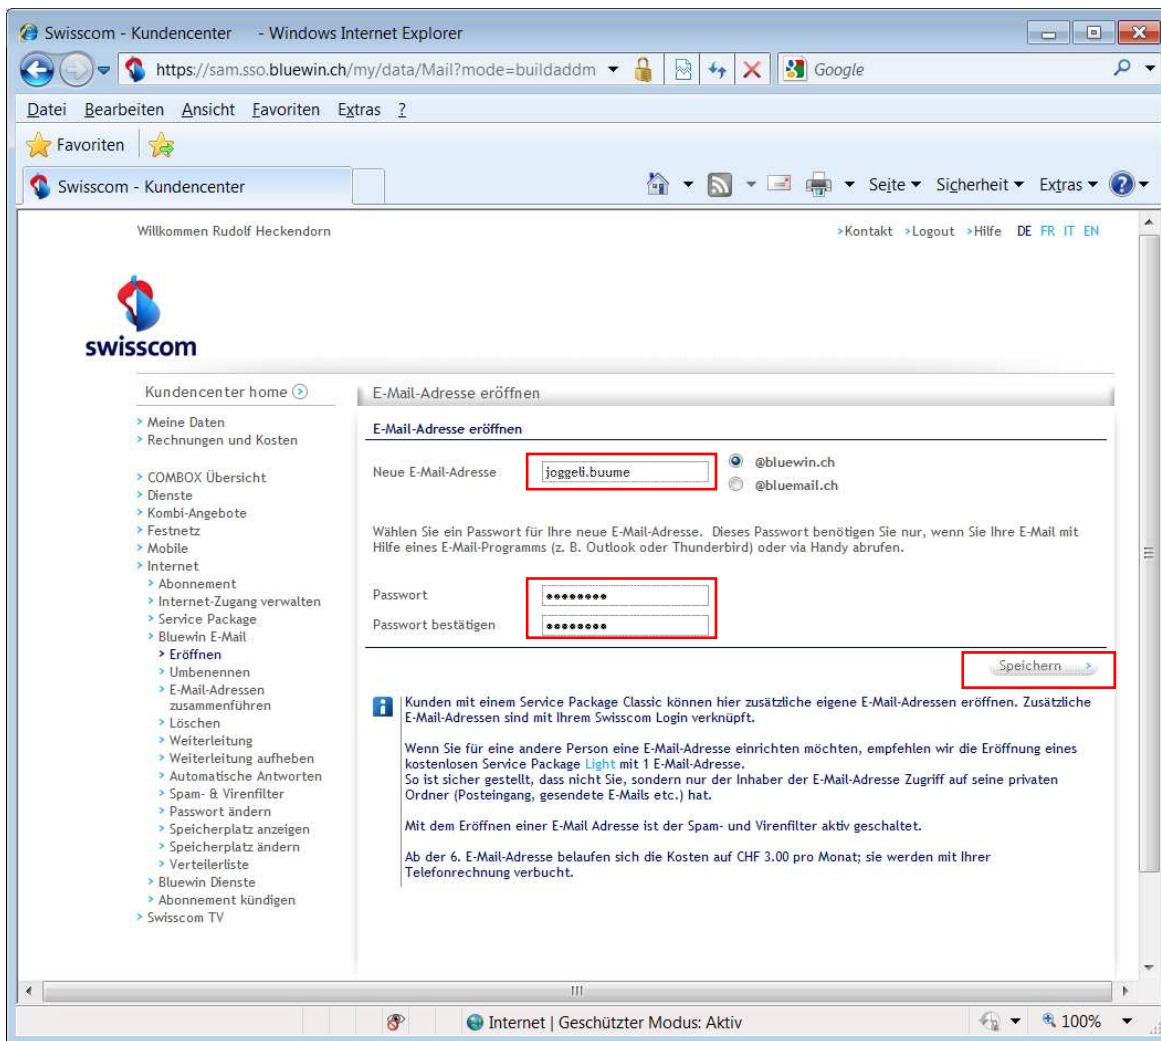 Swisscom - Kundencenter - Windows Internet Explorer
https://sam.sso.bluewin.ch/my/data/Mail?mode=buildaddm
Google
Datei Bearbeiten Ansicht Favoriten Extras ?
Favoriten
Swisscom - Kundencenter
Seite Sicherheit Extras
Willkommen Rudolf Heckendorn
>Kontakt >Logout >Hilfe DE FR IT EN
swisscom
Kundencenter home
> Meine Daten
> Rechnungen und Kosten
> COMBOX Übersicht
> Dienste
> Kombi-Angebote
> Festnetz
> Mobile
> Internet
> Abonnement
> Internet-Zugang verwalten
> Service Package
> Bluewin E-Mail
> Eröffnen
> Umbenennen
> E-Mail-Adressen
zusammenführen
> Löschen
> Weiterleitung
> Weiterleitung aufheben
> Automatische Antworten
> Spam- & Virenfilter
> Passwort ändern
> Speicherplatz anzeigen
> Speicherplatz ändern
> Verteilerliste
> Bluewin Dienste
> Abonnement kündigen
> Swisscom TV
E-Mail-Adresse eröffnen
E-Mail-Adresse eröffnen
Neue E-Mail-Adresse joggeli.buume @bluewin.ch
@bluemail.ch
Wählen Sie ein Passwort für Ihre neue E-Mail-Adresse. Dieses Passwort benötigen Sie nur, wenn Sie Ihre E-Mail mit
Hilfe eines E-Mail-Programms (z. B. Outlook oder Thunderbird) oder via Handy abrufen.
Passwort ●●●●●●●●
Passwort bestätigen ●●●●●●●●
Speichern >
Kunden mit einem Service Package Classic können hier zusätzliche eigene E-Mail-Adressen eröffnen. Zusätzliche
E-Mail-Adressen sind mit Ihrem Swisscom Login verknüpft.
Wenn Sie für eine andere Person eine E-Mail-Adresse einrichten möchten, empfehlen wir die Eröffnung eines
kostenlosen Service Package Light mit 1 E-Mail-Adresse.
So ist sicher gestellt, dass nicht Sie, sondern nur der Inhaber der E-Mail-Adresse Zugriff auf seine privaten
Ordner (Posteingang, gesendete E-Mails etc.) hat.
Mit dem Eröffnen einer E-Mail Adresse ist der Spam- und Virenfilter aktiv geschaltet.
Ab der 6. E-Mail-Adresse belaufen sich die Kosten auf CHF 3.00 pro Monat; sie werden mit Ihrer
Telefonrechnung verbucht.
Internet | Geschützter Modus: Aktiv
100%